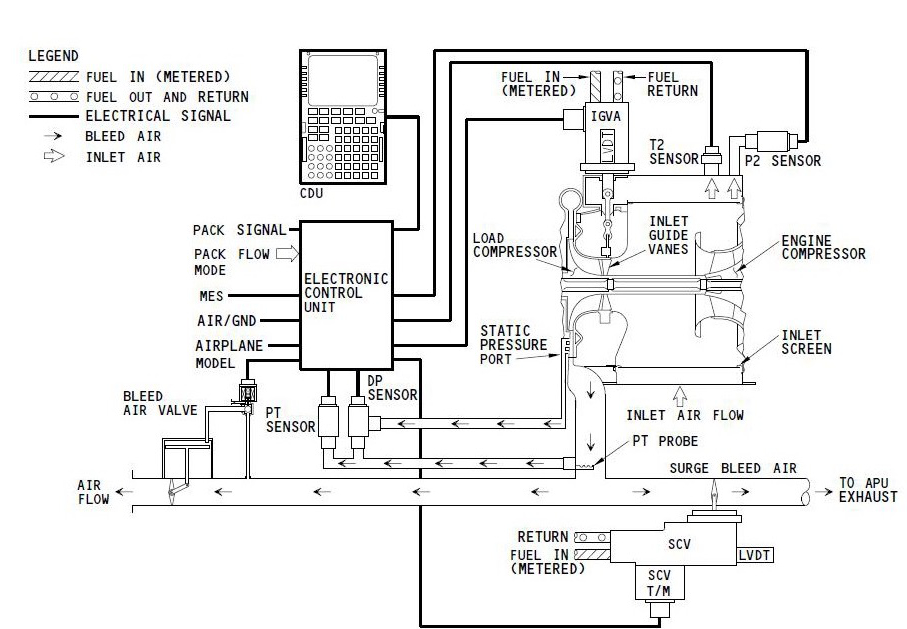 LEGEND
FUEL IN (METERED)
FUEL OUT AND RETURN
ELECTRICAL SIGNAL
BLEED AIR
INLET AIR
CDU
FUEL IN
(METERED)
FUEL
RETURN
IGVA
LVDT
T2
SENSOR
P2 SENSOR
PACK SIGNAL
PACK FLOW
MODE
MES
AIR/GND
AIRPLANE
MODEL
ELECTRONIC
CONTROL
UNIT
LOAD
COMPRESSOR
INLET
GUIDE
VANES
ENGINE
COMPRESSOR
STATIC
PRESSURE
PORT
INLET
SCREEN
BLEED
AIR VALVE
PT
SENSOR
DP
SENSOR
INLET AIR FLOW
PT PROBE
SURGE BLEED AIR
AIR
FLOW
TO APU
EXHAUST
RETURN
FUEL IN
(METERED)
SCV
LVDT
SCV
T/M